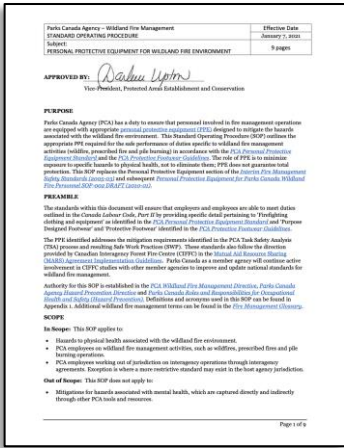 Parks Canada Agency – Wildland Fire Management
Effective Date
STANDARD OPERATING PROCEDURE
January 7, 2021
Subject:
PERSONAL PROTECTIVE EQUIPMENT FOR WILDLAND FIRE ENVIRONMENT
9 pages
APPROVED BY: Darlene Upton
Vice-President, Protected Areas Establishment and Conservation
PURPOSE
Parks Canada Agency (PCA) has a duty to ensure that personnel involved in fire management operations
are equipped with appropriate personal protective equipment (PPE) designed to mitigate the hazards
associated with the wildland fire environment. This Standard Operating Procedure (SOP) outlines the
appropriate PPE required for the safe performance of duties specific to wildland fire management
activities (wildfires, prescribed fire and pile burning) in accordance with the PCA Personal Protective
Equipment Standard and the PCA Protective Footwear Guidelines. The role of PPE is to minimize
exposure to specific hazards to physical health, not to eliminate them; PPE does not guarantee total
protection. This SOP replaces the Personal Protective Equipment section of the Interim Fire Management
Safety Standards (2019-02) and subsequent Personal Protective Equipment for Parks Canada Wildland
Fire Personnel SOP-002 DRAFT (2010-02).
PREAMBLE
The standards within this document will ensure that employers and employees are able to meet duties
outlined in the Canada Labour Code, Part II by providing specific detail pertaining to 'Firefighting
clothing and equipment' as identified in the PCA Personal Protective Equipment Standard and 'Purpose
Designed Footwear' and 'Protective Footwear' identified in the PCA Protective Footwear Guidelines.
The PPE identified addresses the mitigation requirements identified in the PCA Task Safety Analysis
(TSA) process and resulting Safe Work Practices (SWP). These standards also follow the direction
provided by Canadian Interagency Forest Fire Centre (CIFFC) in the Mutual Aid Resource Sharing
(MARS) Agreement Implementation Guidelines. Parks Canada as a member agency will continue active
involvement in CIFFC studies with other member agencies to improve and update national standards for
wildland fire management.
Authority for this SOP is established in the PCA Wildland Fire Management Directive, Parks Canada
Agency Hazard Prevention Directive and Parks Canada Roles and Responsibilities for Occupational
Health and Safety (Hazard Prevention). Definitions and acronyms used in this SOP can be found in
Appendix 1. Additional wildland fire management terms can be found in the Fire Management Glossary.
SCOPE
In Scope: This SOP applies to:
• Hazards to physical health associated with the wildland fire environment.
• PCA employees on wildland fire management activities, such as wildfires, prescribed fires and pile
burning operations.
• PCA employees working out of jurisdiction on interagency operations through interagency
agreements. Exception is where a more restrictive standard may exist in the host agency jurisdiction.
Out of Scope: This SOP does not apply to:
• Mitigations for hazards associated with mental health, which are captured directly and indirectly
through other PCA tools and resources.
Page 1 of 9